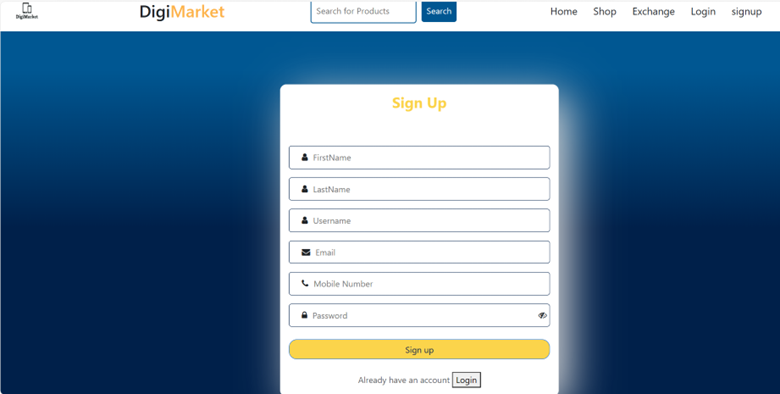 DigiMarket
DigiMarket
Search for Products
Search
Home Shop Exchange Login signup
Sign Up
FirstName
LastName
Username
Email
Mobile Number
Password
Sign up
Already have an account Login